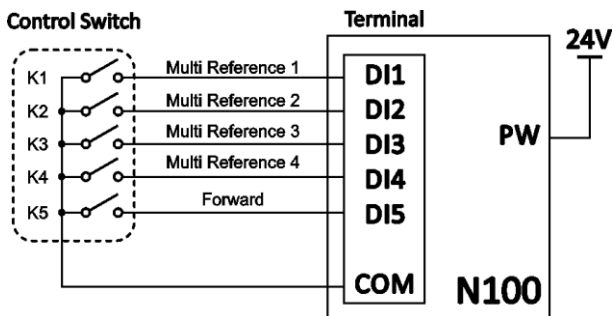 Control Switch
Terminal
24V
K1 Multi Reference 1 DI1
K2 Multi Reference 2 DI2
K3 Multi Reference 3 DI3
PW
K4 Multi Reference 4 DI4
K5 Forward DI5
COM
N100